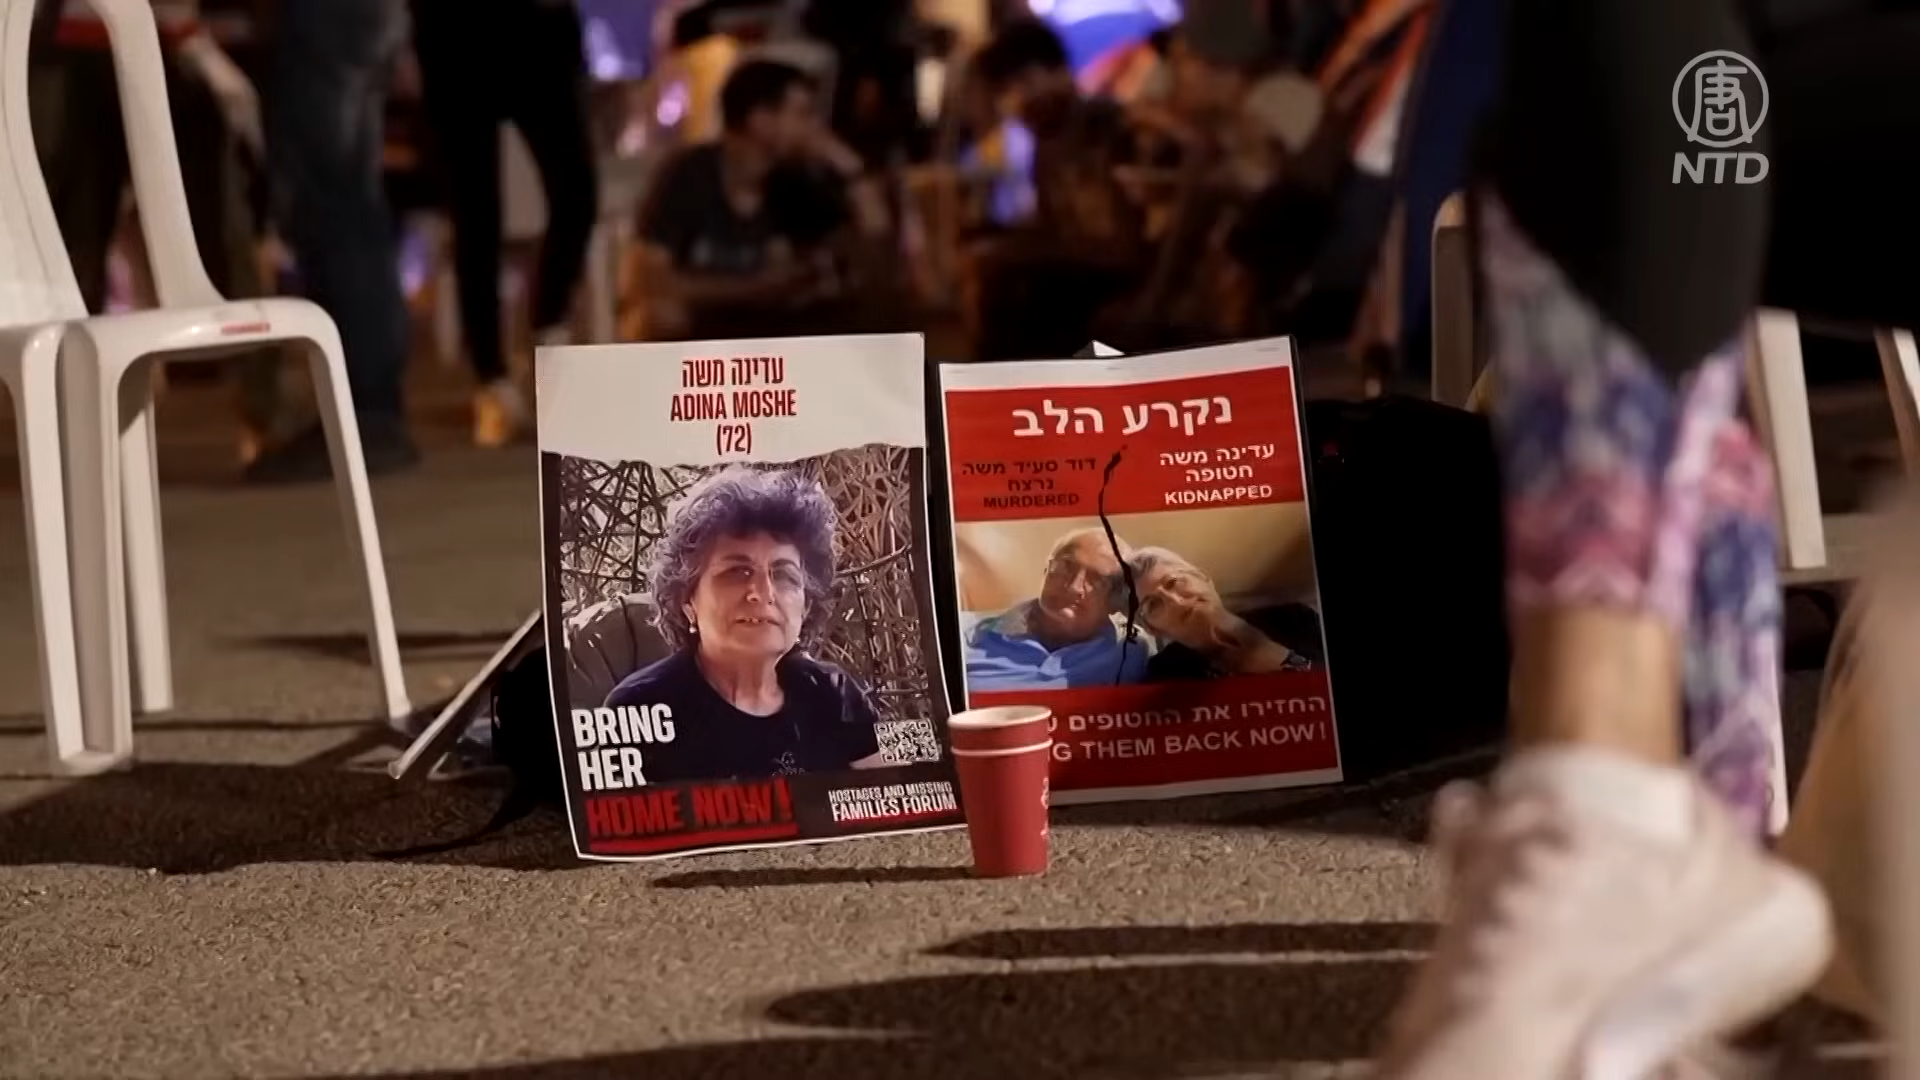 唐
NTD
עדינה משה
ADINA MOSHE
(72)
BRING
HER
HOME NOW!
HOSTAGES AND MISSING
FAMILIES FORUM
נקרע הלב
דוד סעיד משה
נרצח
MURDERED
עדינה משה
חטופה
KIDNAPPED
החזירו את החטופים
THEM BACK NOW!